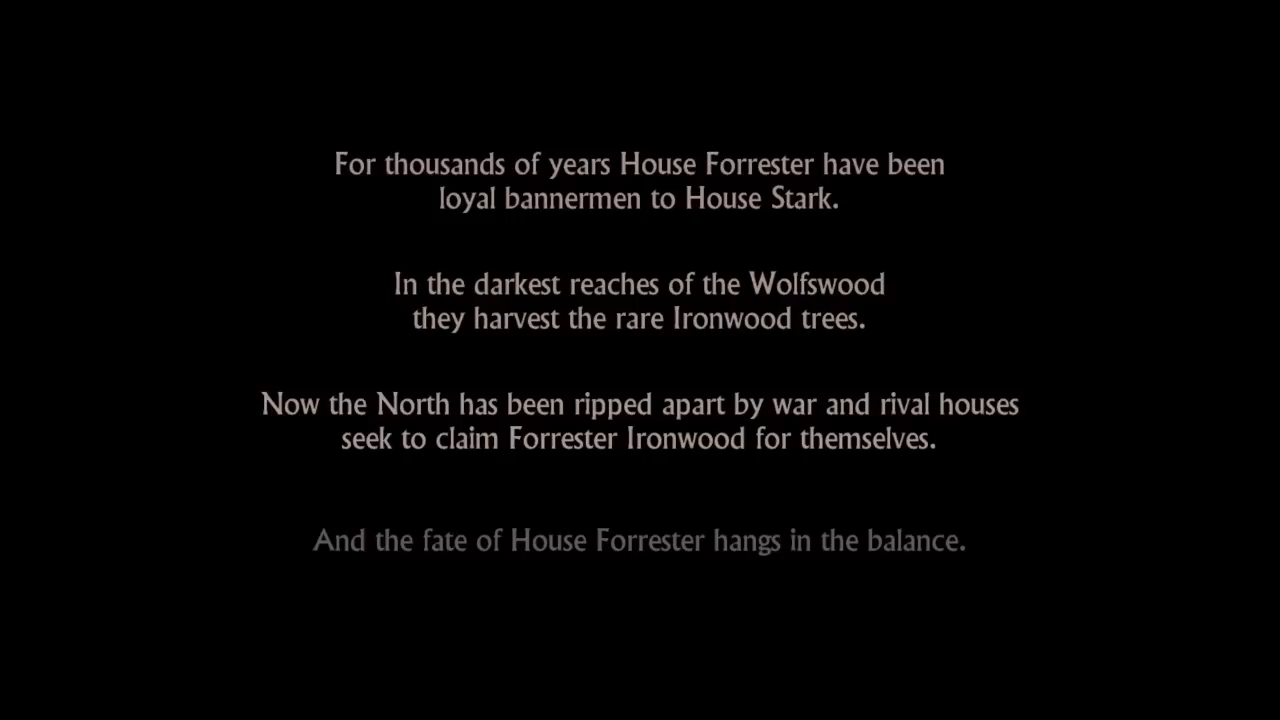 For thousands of years House Forrester have been
loyal bannermen to House Stark.
In the darkest reaches of the Wolfswood
they harvest the rare Ironwood trees.
Now the North has been ripped apart by war and rival houses
seek to claim Forrester Ironwood for themselves.
And the fate of House Forrester hangs in the balance.